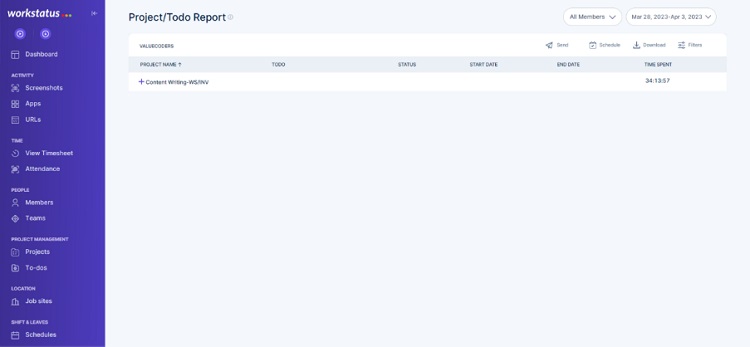 workstatus
Dashboard
ACTIVITY
Screenshots
Apps
URLs
TIME
View Timesheet
Attendance
PEOPLE
Members
Teams
PROJECT MANAGEMENT
Projects
To-dos
LOCATION
Job sites
SHIFT & LEAVES
Schedules
Project/Todo Report
All Members
Mar 28, 2023-Apr 3, 2023
VALUECODERS
Send Schedule Download Filters
PROJECT NAME ↑ TODO STATUS START DATE END DATE TIME SPENT
+ Content Writing-WS/INV 34:13:57